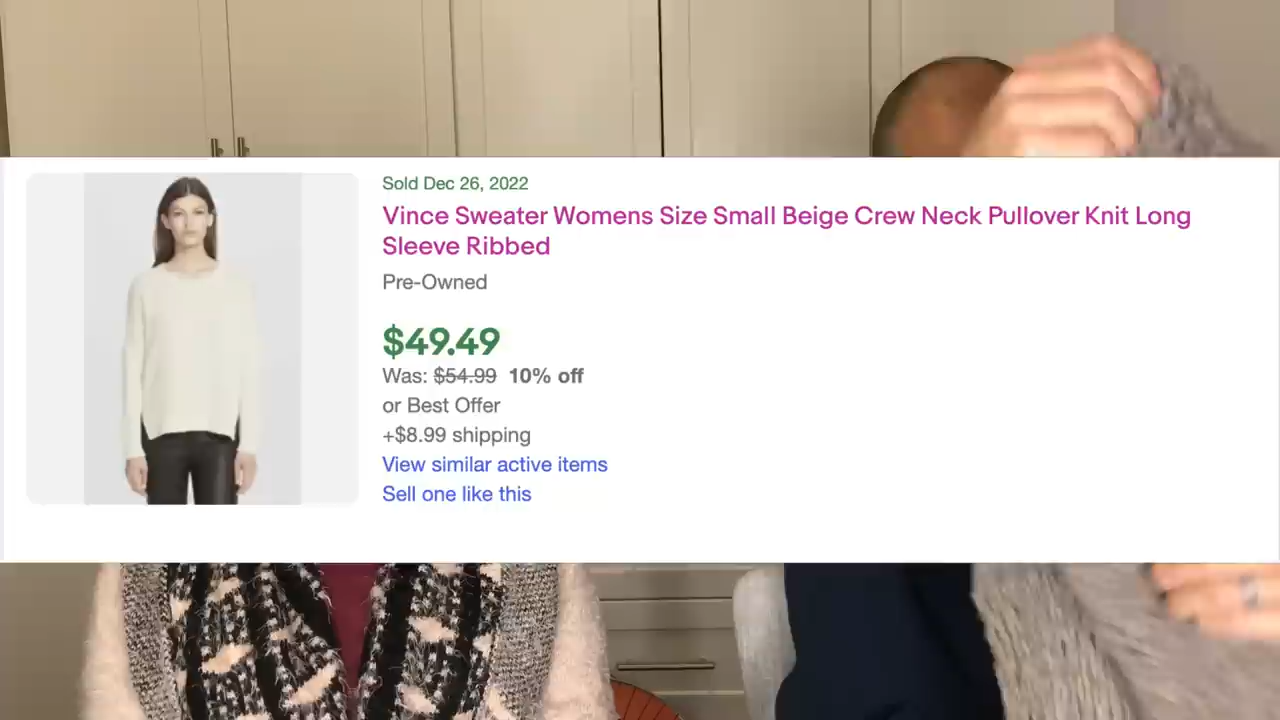 Sold Dec 26, 2022
Vince Sweater Womens Size Small Beige Crew Neck Pullover Knit Long
Sleeve Ribbed
Pre-Owned
$49.49
Was: $54.99 10% off
or Best Offer
+$8.99 shipping
View similar active items
Sell one like this